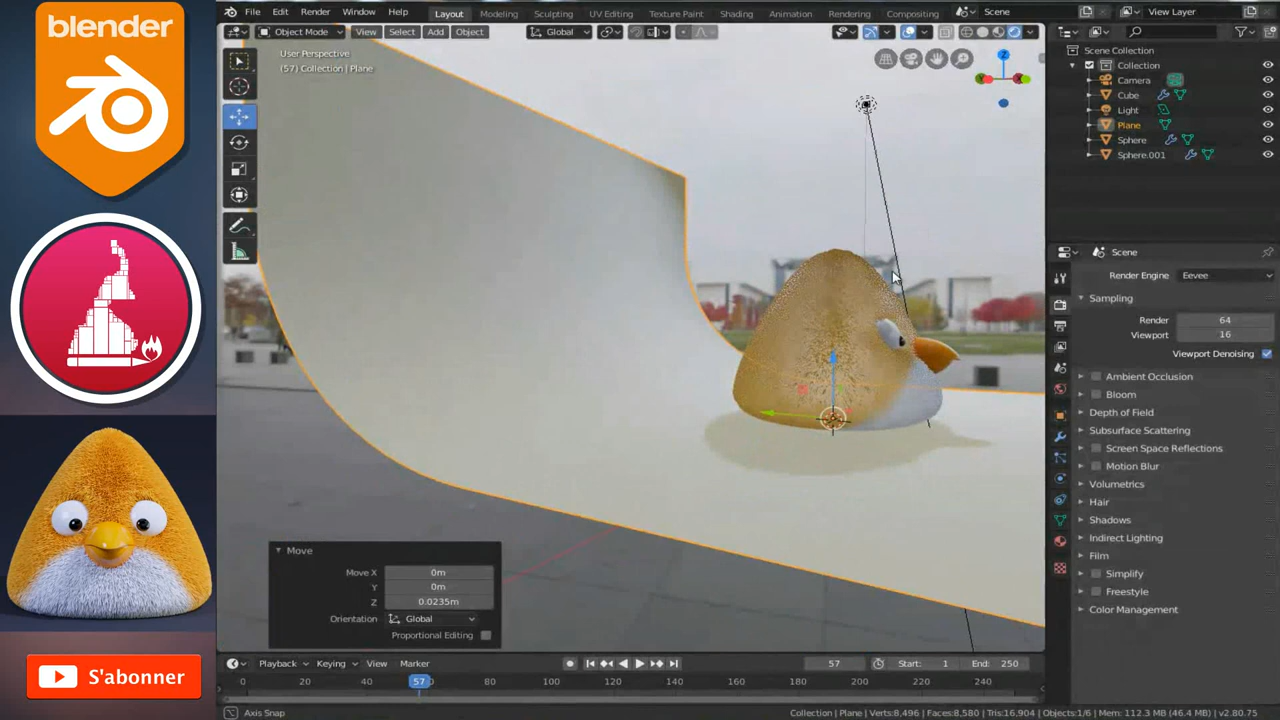 blender
S'abonner
File Edit Render Window Help
Layout Modeling Sculpting UV Editing Texture Paint Shading Animation Rendering Compositing
Scene
View Layer
Object Mode View Select Add Object
Global
User Perspective
(57) Collection | Plane
Scene Collection
Collection
Camera
Cube
Light
Plane
Sphere
Sphere.001
Scene
Render Engine Eevee
Sampling
Render 64
Viewport 16
Viewport Denoising
Ambient Occlusion
Bloom
Depth of Field
Subsurface Scattering
Screen Space Reflections
Motion Blur
Volumetrics
Hair
Shadows
Indirect Lighting
Film
Simplify
Freestyle
Color Management
Move
Move X 0m
Y 0m
Z 0.0235m
Orientation Global
Proportional Editing
Playback Keying View Marker
57 Start: 1 End: 250
0 20 40 57 80 100 120 140 160 180 200 220 240
Axis Snap
Collection | Plane | Verts:8,496 | Faces:8,580 | Tris:16,904 | Objects:1/6 | Mem: 112.3 MB (46.4 MB) | v2.80.75